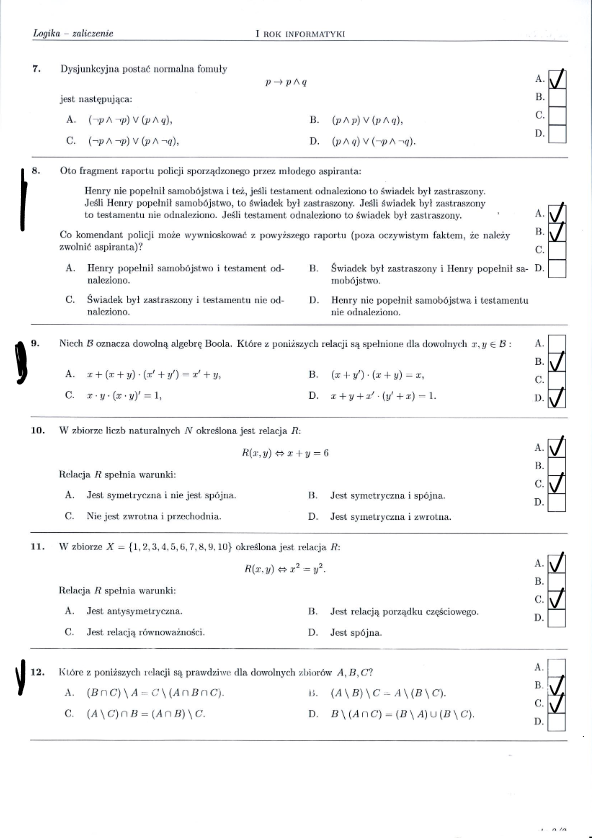 Logika – zaliczenie I ROK INFORMATYKI
7. Dysjunkcyjna postać normalna fomuły
p → p ∧ q
jest następująca:
A. (¬p ∧ ¬p) ∨ (p ∧ q), B. (p ∧ p) ∨ (p ∧ q),
C. (¬p ∧ ¬p) ∨ (p ∧ ¬q), D. (p ∧ q) ∨ (¬p ∧ ¬q).
A.
B.
C.
D.
8. Oto fragment raportu policji sporządzonego przez młodego aspiranta:
Henry nie popełnił samobójstwa i też, jeśli testament odnaleziono to świadek był zastraszony.
Jeśli Henry popełnił samobójstwo, to świadek był zastraszony. Jeśli świadek był zastraszony
to testamentu nie odnaleziono. Jeśli testament odnaleziono to świadek był zastraszony.
Co komendant policji może wywnioskować z powyższego raportu (poza oczywistym faktem, że należy
zwolnić aspiranta)?
A. Henry popełnił samobójstwo i testament od-
naleziono.
B. Świadek był zastraszony i Henry popełnił sa-
mobójstwo.
C. Świadek był zastraszony i testamentu nie od-
naleziono.
D. Henry nie popełnił samobójstwa i testamentu
nie odnaleziono.
A.
B.
C.
D.
9. Niech B oznacza dowolną algebrę Boola. Które z poniższych relacji są spełnione dla dowolnych x, y ∈ B :
A. x + (x + y) · (x′ + y′) = x′ + y, B. (x + y′) · (x + y) = x,
C. x · y · (x · y)′ = 1, D. x + y + x′ · (y′ + x) = 1.
A.
B.
C.
D.
10. W zbiorze liczb naturalnych N określona jest relacja R:
R(x, y) ⇔ x + y = 6
Relacja R spełnia warunki:
A. Jest symetryczna i nie jest spójna. B. Jest symetryczna i spójna.
C. Nie jest zwrotna i przechodnia. D. Jest symetryczna i zwrotna.
A.
B.
C.
D.
11. W zbiorze X = {1, 2, 3, 4, 5, 6, 7, 8, 9, 10} określona jest relacja R:
R(x, y) ⇔ x² = y².
Relacja R spełnia warunki:
A. Jest antysymetryczna. B. Jest relacją porządku częściowego.
C. Jest relacją równoważności. D. Jest spójna.
A.
B.
C.
D.
12. Które z poniższych relacji są prawdziwe dla dowolnych zbiorów A, B, C?
A. (B ∩ C) \ A = C \ (A ∩ B ∩ C). B. (A \ B) \ C = A \ (B \ C).
C. (A \ C) ∩ B = (A ∩ B) \ C. D. B \ (A ∩ C) = (B \ A) ∪ (B \ C).
A.
B.
C.
D.